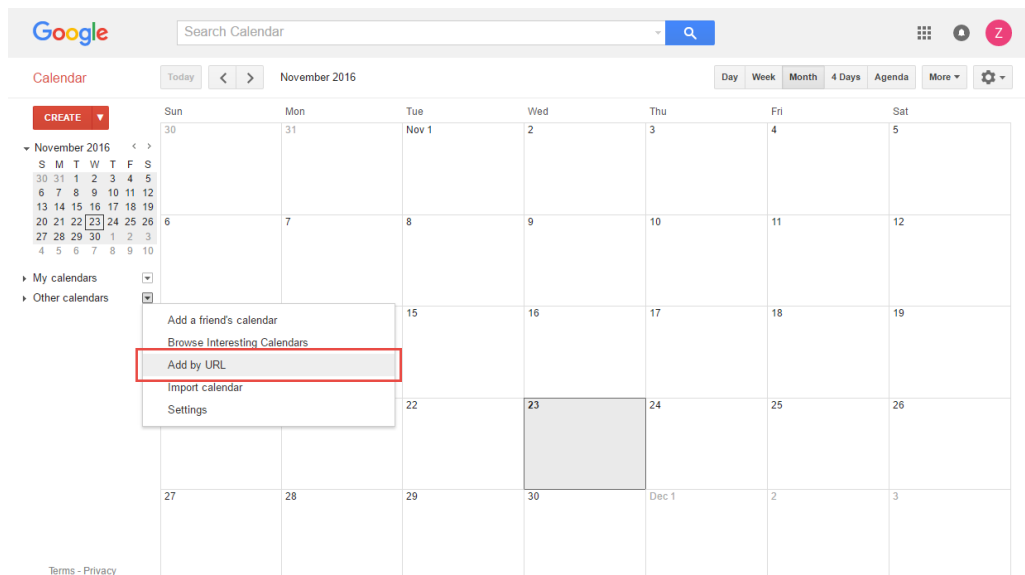 Google
Search Calendar
Z
Calendar
Today
November 2016
Day Week Month 4 Days Agenda More
CREATE
November 2016
S M T W T F S
30 31 1 2 3 4 5
6 7 8 9 10 11 12
13 14 15 16 17 18 19
20 21 22 23 24 25 26
27 28 29 30 1 2 3
4 5 6 7 8 9 10
My calendars
Other calendars
Add a friend's calendar
Browse Interesting Calendars
Add by URL
Import calendar
Settings
Terms - Privacy
Sun Mon Tue Wed Thu Fri Sat
30 31 Nov 1 2 3 4 5
6 7 8 9 10 11 12
15 16 17 18 19
22 23 24 25 26
27 28 29 30 Dec 1 2 3